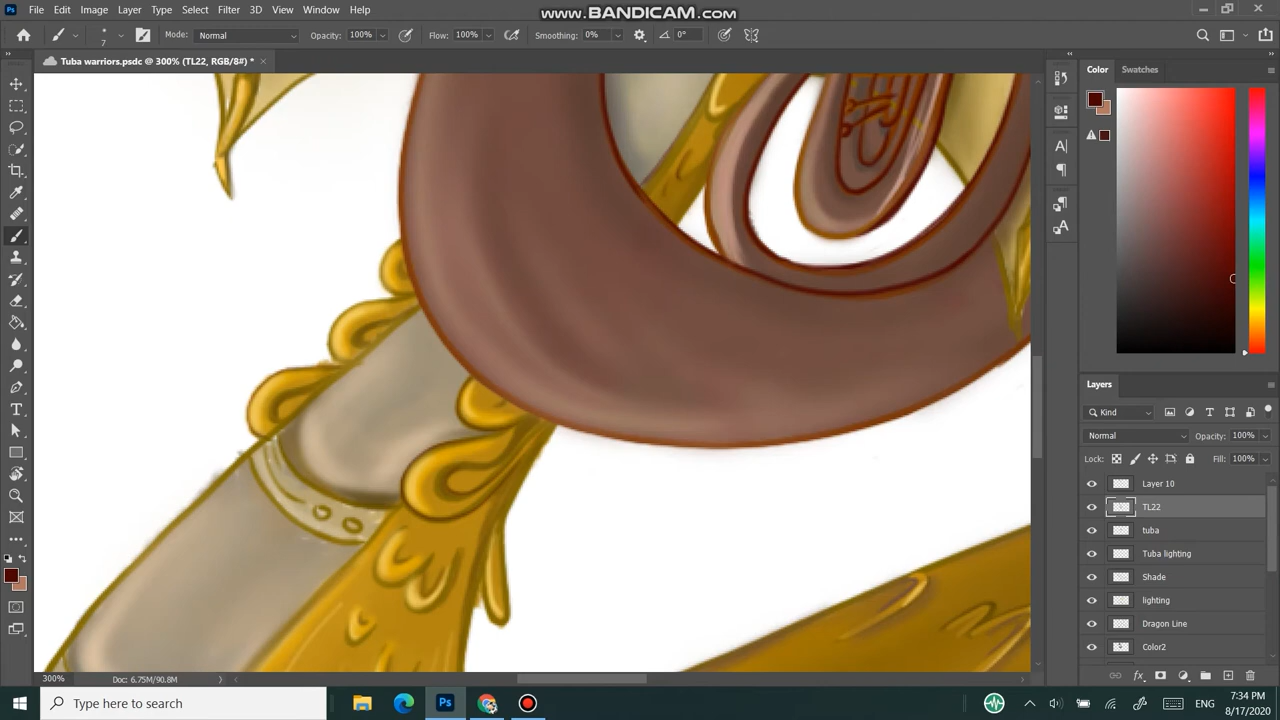 www.BANDICAM.com
Ps File Edit Image Layer Type Select Filter 3D View Window Help
7 Mode: Normal Opacity: 100% Flow: 100% Smoothing: 0% 0°
Tuba warriors.psdc @ 300% (TL22, RGB/8#) * ×
Color Swatches
Layers
Kind
Normal Opacity: 100%
Lock: Fill: 100%
Layer 10
TL22
tuba
Tuba lighting
Shade
lighting
Dragon Line
Color2
300% Doc: 6.75M/90.8M
Type here to search
Ps
7:34 PM
8/17/2020